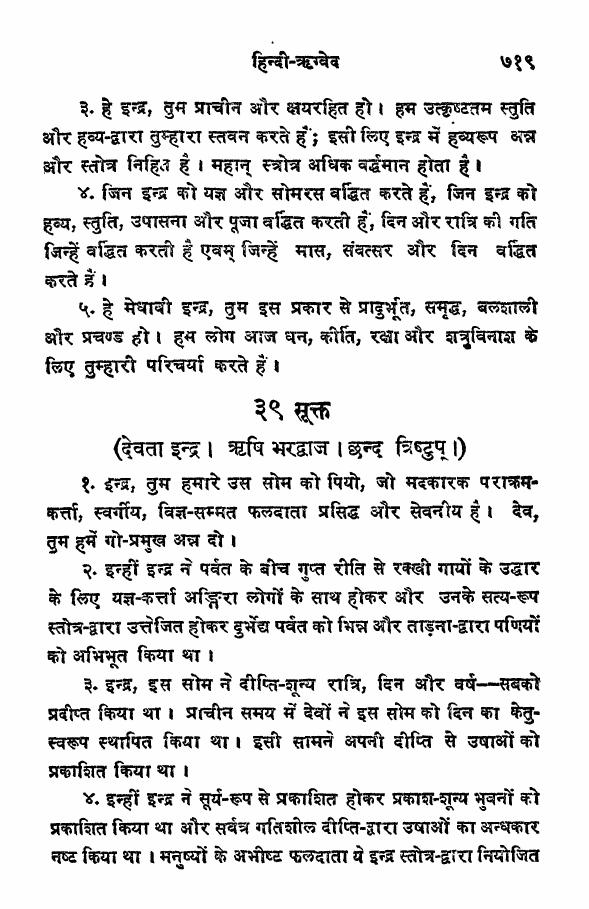 हिन्दी-ऋग्वेद ७१९
३. हे इन्द्र, तुम प्राचीन और क्षयरहित हो। हम उत्कृष्टतम स्तुति
और हव्य-द्वारा तुम्हारा स्तवन करते हैं; इसी लिए इन्द्र में हव्यरूप अन्न
और स्तोत्र निहित है। महान् स्त्रोत्र अधिक वर्द्धमान होता है।
४. जिन इन्द्र को यज्ञ और सोमरस वर्द्धित करते हैं, जिन इन्द्र को
हव्य, स्तुति, उपासना और पूजा वर्द्धित करती हैं, दिन और रात्रि की गति
जिन्हें वर्द्धित करती है एवम् जिन्हें मास, संवत्सर और दिन वर्द्धित
करते हैं।
५. हे मेधावी इन्द्र, तुम इस प्रकार से प्रादुर्भूत, समृद्ध, बलशाली
और प्रचण्ड हो। हम लोग आज धन, कीर्ति, रक्षा और शत्रुविनाश के
लिए तुम्हारी परिचर्या करते हैं।
३९ सूक्त
(देवता इन्द्र। ऋषि भरद्वाज। छन्द त्रिष्टुप्।)
१. इन्द्र, तुम हमारे उस सोम को पियो, जो मदकारक पराक्रम-
कर्त्ता, स्वर्गीय, विज्ञ-सम्मत फलदाता प्रसिद्ध और सेवनीय है। देव,
तुम हमें गो-प्रमुख अन्न दो।
२. इन्हीं इन्द्र ने पर्वत के बीच गुप्त रीति से रक्खी गायों के उद्धार
के लिए यज्ञ-कर्त्ता अङ्गिरा लोगों के साथ होकर और उनके सत्य-रूप
स्तोत्र-द्वारा उत्तेजित होकर दुर्भेद्य पर्वत को भिन्न और ताड़ना-द्वारा पणियों
को अभिभूत किया था।
३. इन्द्र, इस सोम ने दीप्ति-शून्य रात्रि, दिन और वर्ष—सबको
प्रदीप्त किया था। प्राचीन समय में देवों ने इस सोम को दिन का केतु-
स्वरूप स्थापित किया था। इसी सामने अपनी दीप्ति से उषाओं को
प्रकाशित किया था।
४. इन्हीं इन्द्र ने सूर्य-रूप से प्रकाशित होकर प्रकाश-शून्य भुवनों को
प्रकाशित किया था और सर्वत्र गतिशील दीप्ति-द्वारा उषाओं का अन्धकार
नष्ट किया था। मनुष्यों के अभीष्ट फलदाता ये इन्द्र स्तोत्र-द्वारा नियोजित